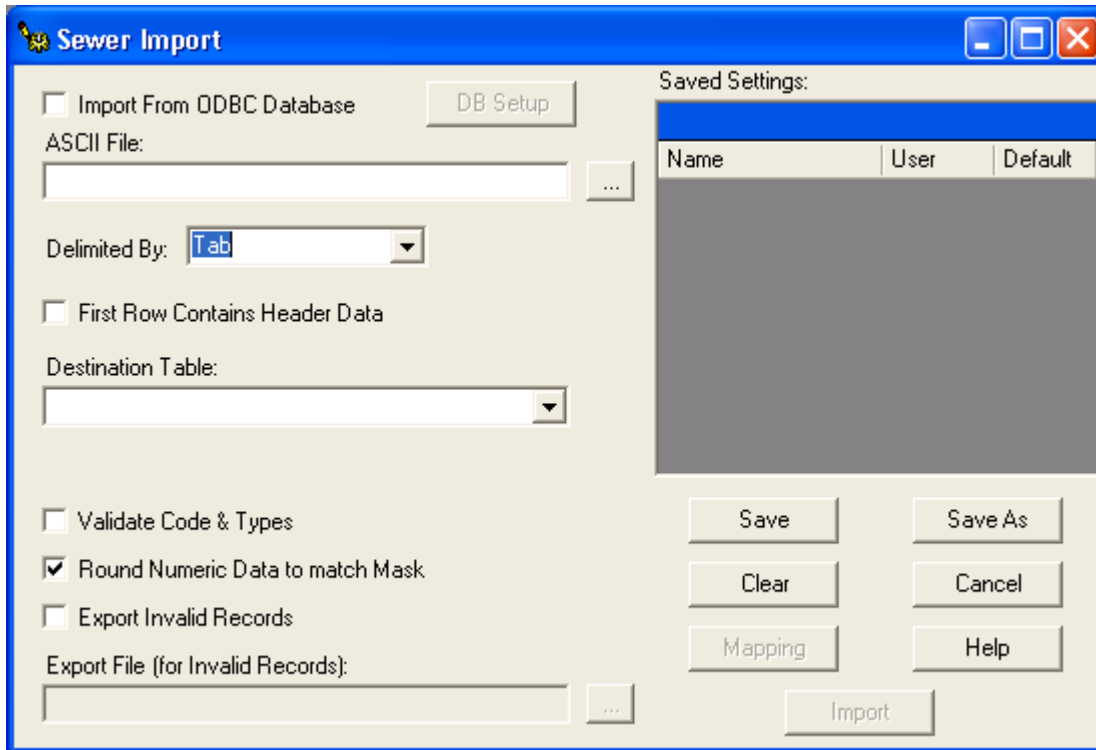 Sewer Import
Import From ODBC Database
DB Setup
ASCII File:
...
Delimited By:
Tab
First Row Contains Header Data
Destination Table:
Validate Code & Types
Round Numeric Data to match Mask
Export Invalid Records
Export File (for Invalid Records):
...
Saved Settings:
Name User Default
Save
Save As
Clear
Cancel
Mapping
Help
Import